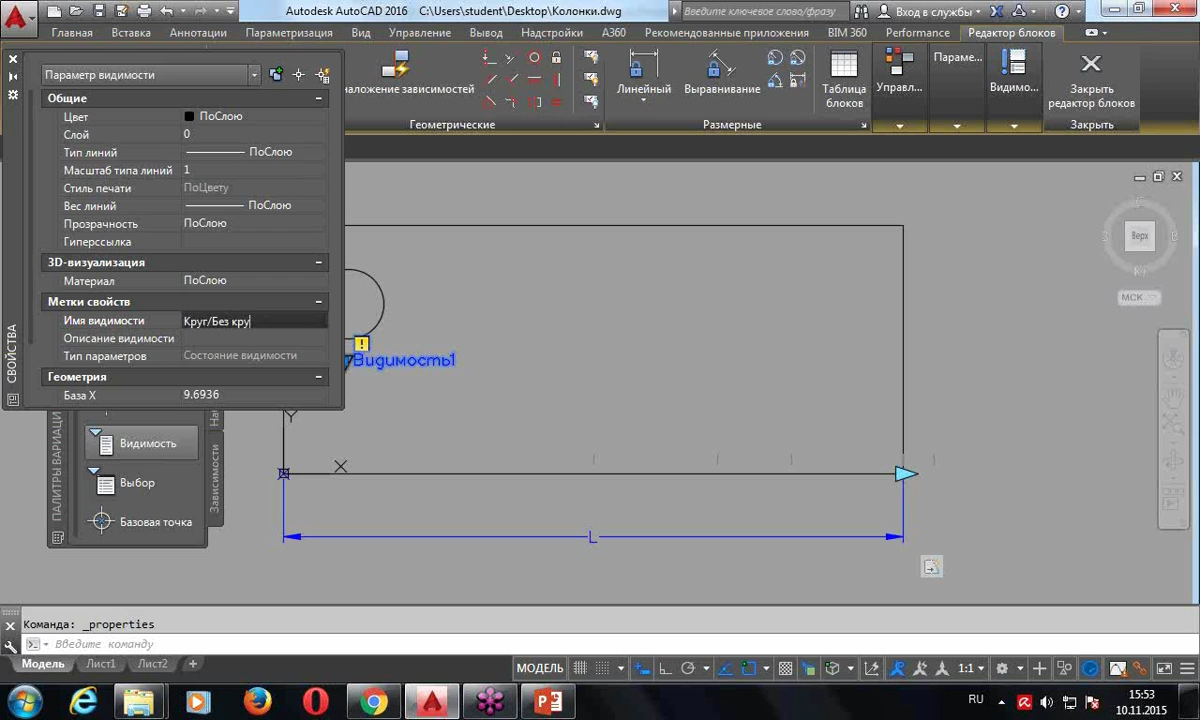 Autodesk AutoCAD 2016 C:\Users\student\Desktop\Колонки.dwg
Введите ключевое слово/фразу
Вход в службы
Главная Вставка Аннотации Параметризация Вид Управление Вывод Надстройки A360 Рекомендованные приложения BIM 360 Performance Редактор блоков
Параметр видимости
Общие
Цвет ПоСлою
Слой 0
Тип линий ПоСлою
Масштаб типа линий 1
Стиль печати ПоЦвету
Вес линий ПоСлою
Прозрачность ПоСлою
Гиперссылка
3D-визуализация
Материал ПоСлою
Метки свойств
Имя видимости Круг/Без кру
Описание видимости
Тип параметров Состояние видимости
Геометрия
База X 9.6936
СВОЙСТВА
аложение зависимостей
Геометрические
Линейный
Выравнивание
Размерные
Таблица
блоков
Управл...
Параме...
Видимо...
Закрыть
редактор блоков
Закрыть
Верх
МСК
Видимость1
Y
X
L
Видимость
Выбор
Базовая точка
ПАЛИТРЫ ВАРИАЦИ
Зависимости
На
Команда: _properties
Введите команду
Модель Лист1 Лист2
МОДЕЛЬ
1:1
RU
15:53
10.11.2015